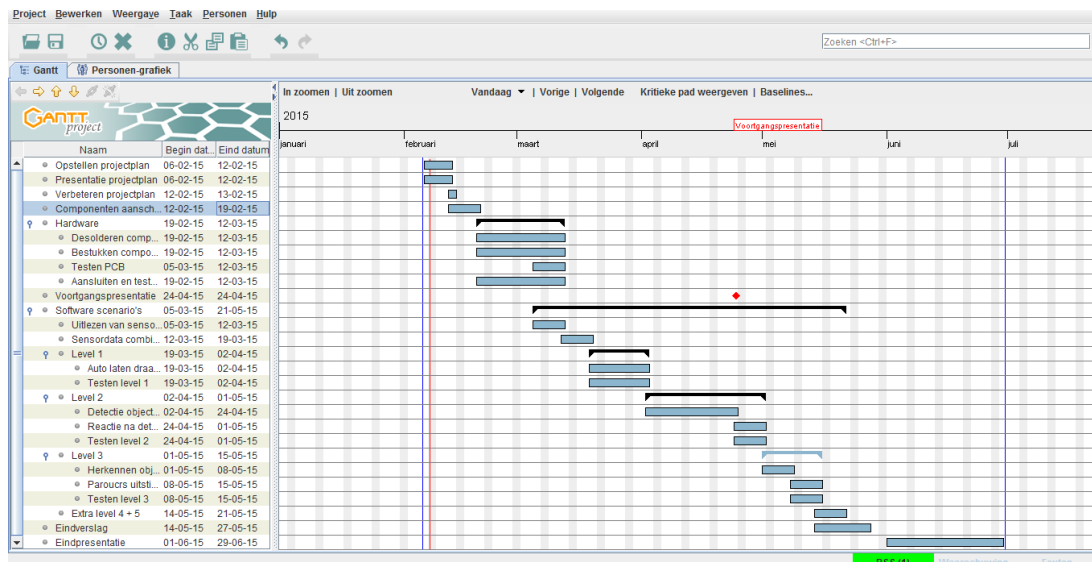 Project Bewerken Weergave Taak Personen Hulp
Zoeken <Ctrl+F>
Gantt Personen-grafiek
In zoomen | Uit zoomen Vandaag | Vorige | Volgende Kritieke pad weergeven | Baselines...
GANTT project
2015
Voortgangspresentatie
januari februari maart april mei juni juli
Naam Begin dat... Eind datum
Opstellen projectplan 06-02-15 12-02-15
Presentatie projectplan 06-02-15 12-02-15
Verbeteren projectplan 12-02-15 13-02-15
Componenten aansch... 12-02-15 19-02-15
Hardware 19-02-15 12-03-15
Desolderen comp... 19-02-15 12-03-15
Bestukken compo... 19-02-15 12-03-15
Testen PCB 05-03-15 12-03-15
Aansluiten en test... 19-02-15 12-03-15
Voortgangspresentatie 24-04-15 24-04-15
Software scenario's 05-03-15 21-05-15
Uitlezen van senso... 05-03-15 12-03-15
Sensordata combi... 12-03-15 19-03-15
Level 1 19-03-15 02-04-15
Auto laten draa... 19-03-15 02-04-15
Testen level 1 19-03-15 02-04-15
Level 2 02-04-15 01-05-15
Detectie object... 02-04-15 24-04-15
Reactie na det... 24-04-15 01-05-15
Testen level 2 24-04-15 01-05-15
Level 3 01-05-15 15-05-15
Herkennen obj... 01-05-15 08-05-15
Paroucrs uitsti... 08-05-15 15-05-15
Testen level 3 08-05-15 15-05-15
Extra level 4 + 5 14-05-15 21-05-15
Eindverslag 14-05-15 27-05-15
Eindpresentatie 01-06-15 29-06-15